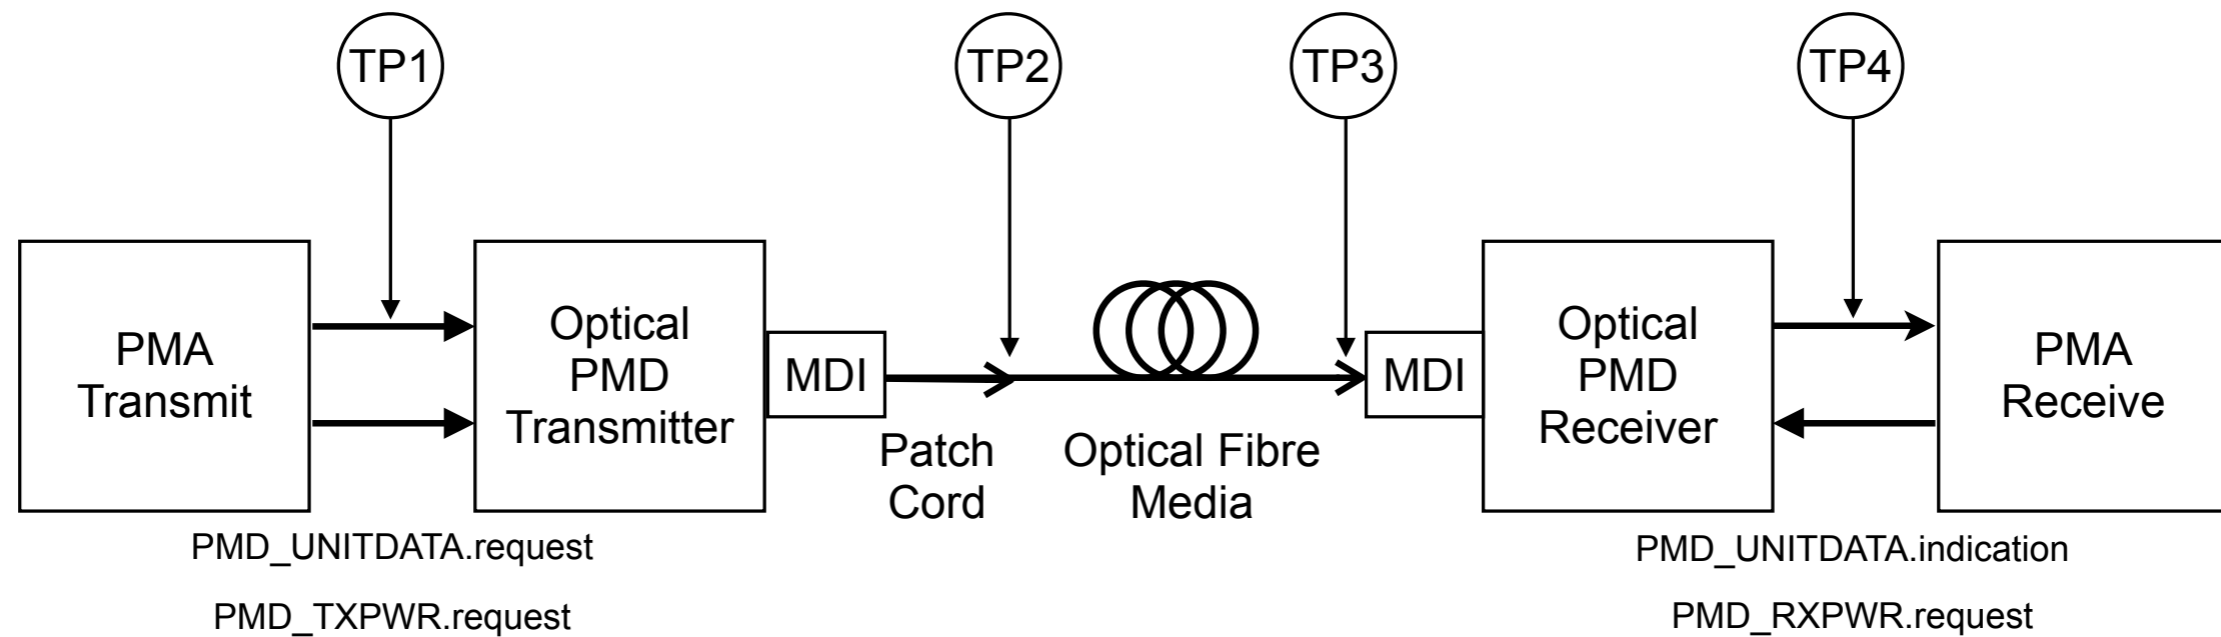 TP1
TP2
TP3
TP4
PMA
Transmit
Optical
PMD
Transmitter
MDI
Patch
Cord
Optical Fibre
Media
MDI
Optical
PMD
Receiver
PMA
Receive
PMD_UNITDATA.request
PMD_TXPWR.request
PMD_UNITDATA.indication
PMD_RXPWR.request